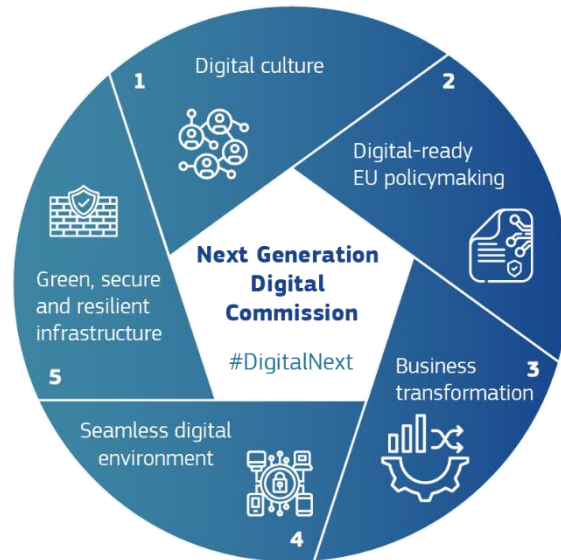 1
Digital culture
2
Digital-ready
EU policymaking
3
Business
transformation
4
Seamless digital
environment
5
Green, secure
and resilient
infrastructure
Next Generation
Digital
Commission
#DigitalNext